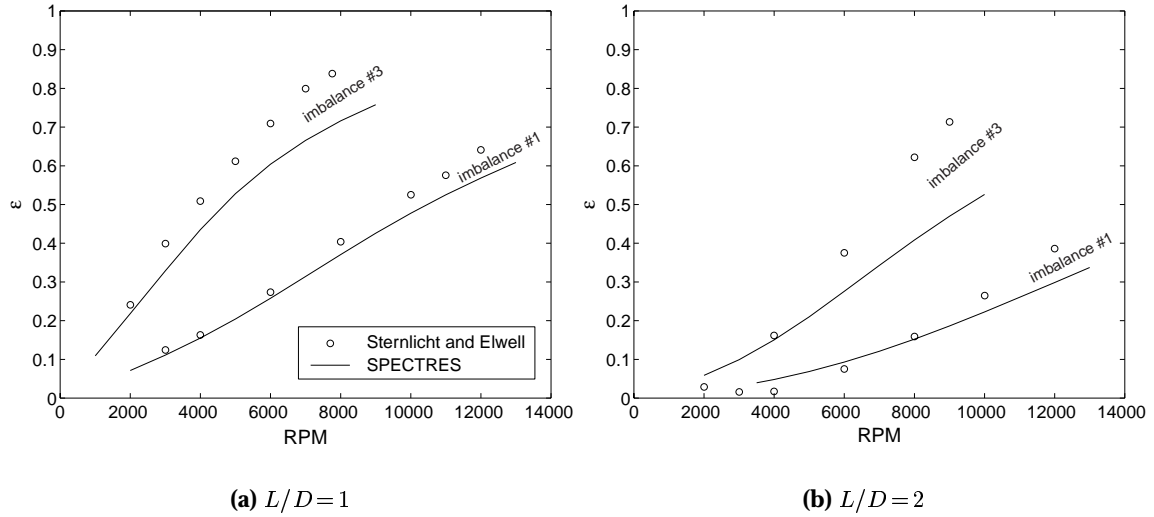 1
0.9
0.8
0.7
0.6
0.5
0.4
0.3
0.2
0.1
0
ε
imbalance #3
imbalance #1
Sternlicht and Elwell
SPECTRES
0 2000 4000 6000 8000 10000 12000 14000
RPM
(a) L/D=1
1
0.9
0.8
0.7
0.6
0.5
0.4
0.3
0.2
0.1
0
ε
imbalance #3
imbalance #1
0 2000 4000 6000 8000 10000 12000 14000
RPM
(b) L/D=2